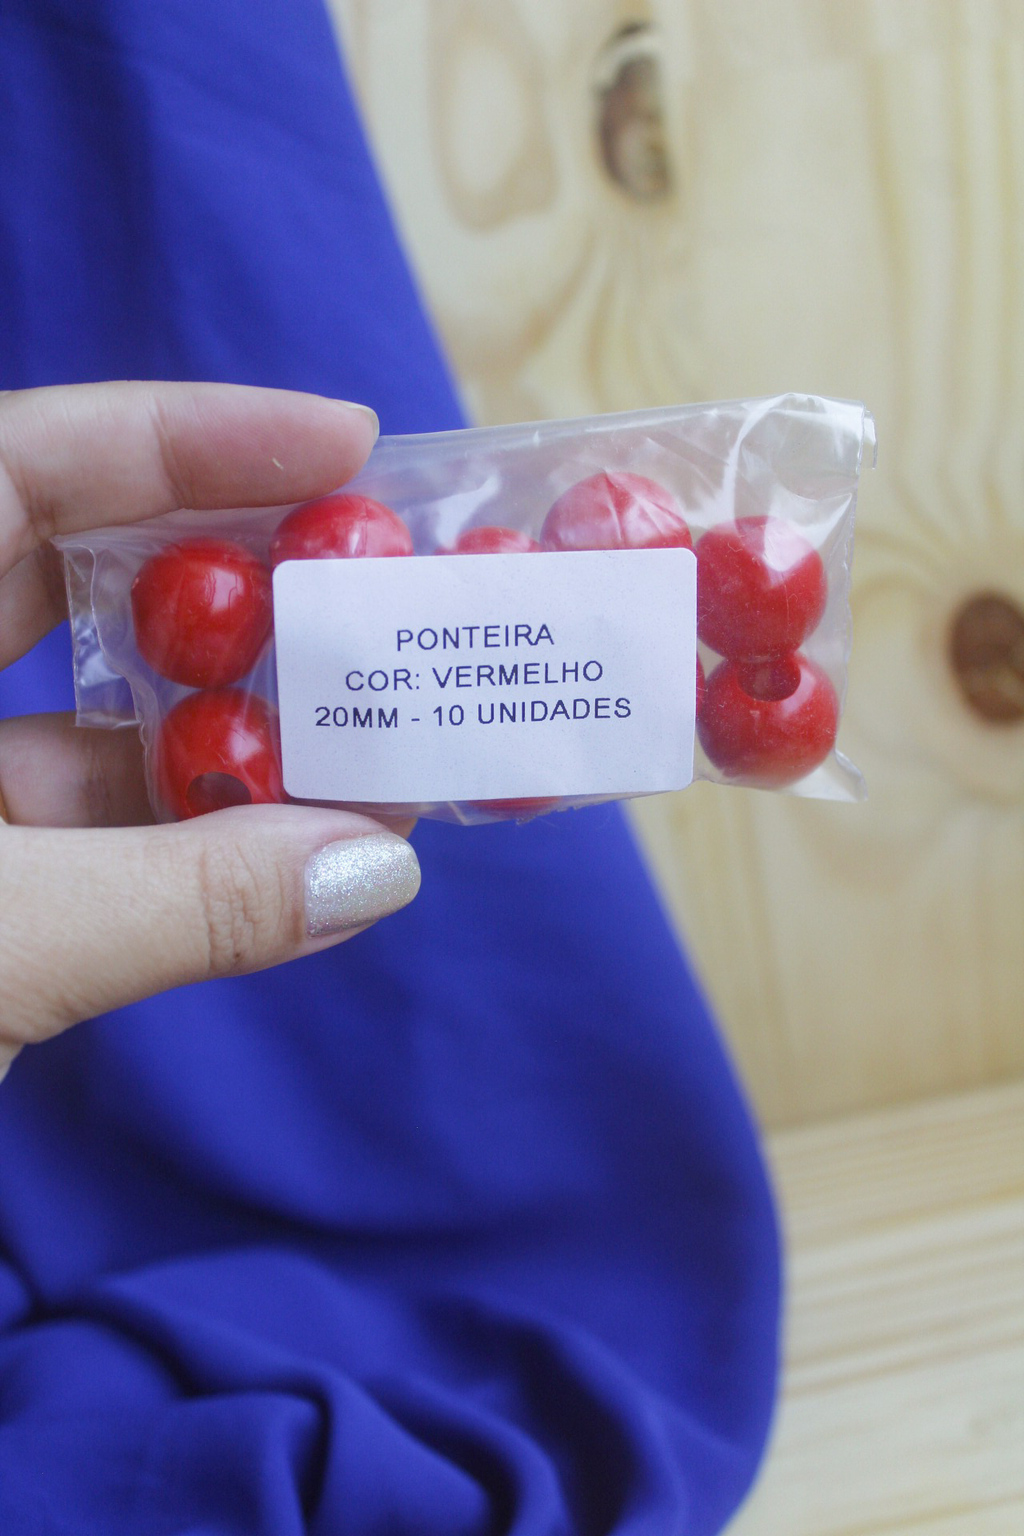 PONTEIRA
COR: VERMELHO
20MM - 10 UNIDADES